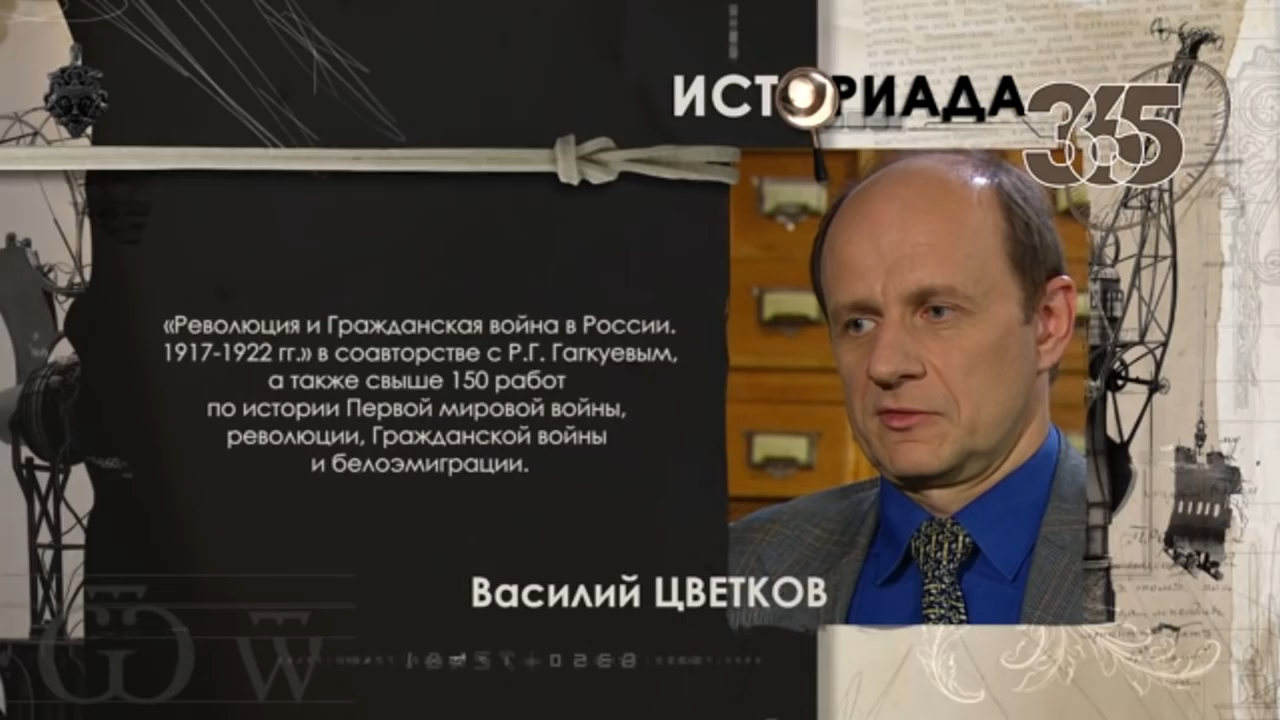 ИСТОРИАДА
365
«Революция и Гражданская война в России.
1917-1922 гг.» в соавторстве с Р.Г. Гагкуевым,
а также свыше 150 работ
по истории Первой мировой войны,
революции, Гражданской войны
и белоэмиграции.
Василий ЦВЕТКОВ